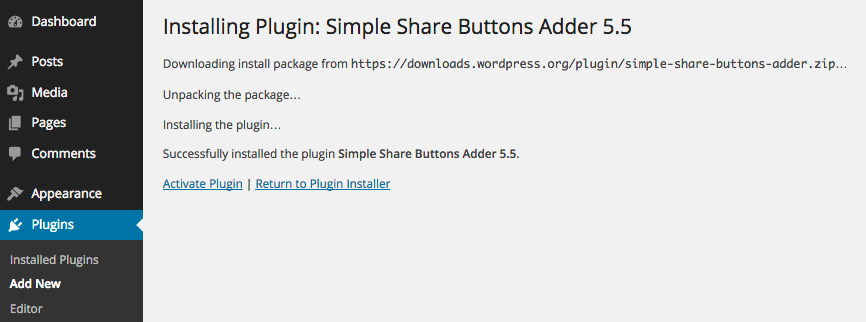 Dashboard
Posts
Media
Pages
Comments
Appearance
Plugins
Installed Plugins
Add New
Editor
Installing Plugin: Simple Share Buttons Adder 5.5
Downloading install package from https://downloads.wordpress.org/plugin/simple-share-buttons-adder.zip…
Unpacking the package…
Installing the plugin…
Successfully installed the plugin Simple Share Buttons Adder 5.5.
Activate Plugin | Return to Plugin Installer